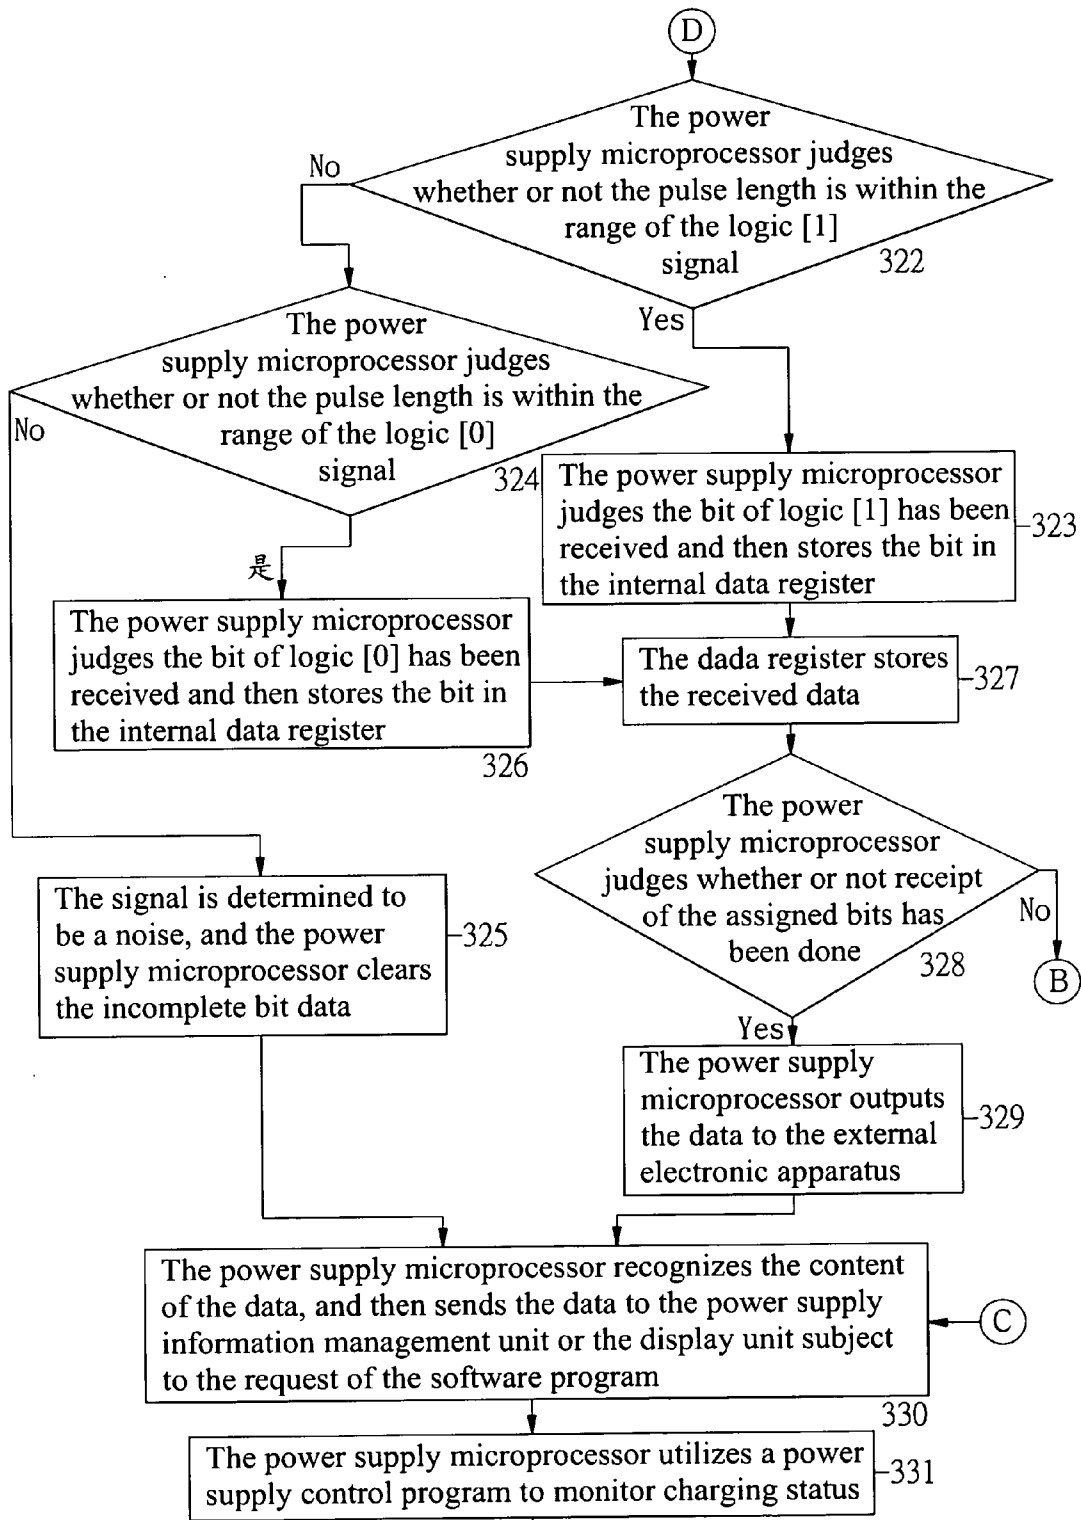 D
The power
supply microprocessor judges
whether or not the pulse length is within the
range of the logic [1]
signal
322
No
Yes
The power
supply microprocessor judges
whether or not the pulse length is within the
range of the logic [0]
signal
324
No
是
The power supply microprocessor
judges the bit of logic [1] has been
received and then stores the bit in
the internal data register
323
The power supply microprocessor
judges the bit of logic [0] has been
received and then stores the bit in
the internal data register
326
The dada register stores
the received data
327
The power
supply microprocessor
judges whether or not receipt
of the assigned bits has
been done
328
No
B
Yes
The signal is determined to
be a noise, and the power
supply microprocessor clears
the incomplete bit data
325
The power supply
microprocessor outputs
the data to the external
electronic apparatus
329
The power supply microprocessor recognizes the content
of the data, and then sends the data to the power supply
information management unit or the display unit subject
to the request of the software program
330
C
The power supply microprocessor utilizes a power
supply control program to monitor charging status
331